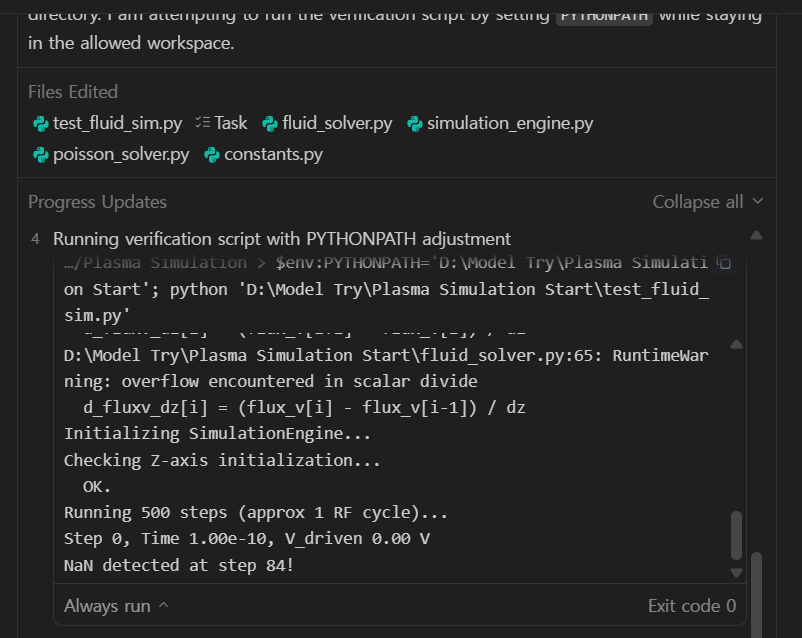 directory. I am attempting to run the verification script by setting PYTHONPATH while staying
in the allowed workspace.
Files Edited
test_fluid_sim.py Task fluid_solver.py simulation_engine.py
poisson_solver.py constants.py
Progress Updates Collapse all
4 Running verification script with PYTHONPATH adjustment
…/Plasma Simulation > $env:PYTHONPATH='D:\Model Try\Plasma Simulati
on Start'; python 'D:\Model Try\Plasma Simulation Start\test_fluid_
sim.py'
D:\Model Try\Plasma Simulation Start\fluid_solver.py:65: RuntimeWar
ning: overflow encountered in scalar divide
d_fluxv_dz[i] = (flux_v[i] - flux_v[i-1]) / dz
Initializing SimulationEngine...
Checking Z-axis initialization...
OK.
Running 500 steps (approx 1 RF cycle)...
Step 0, Time 1.00e-10, V_driven 0.00 V
NaN detected at step 84!
Always run Exit code 0